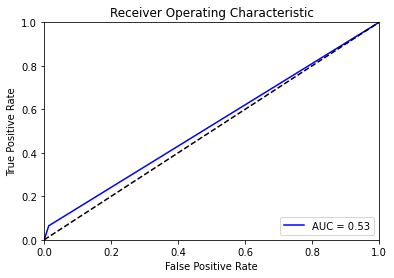 Receiver Operating Characteristic
True Positive Rate
1.0
0.8
0.6
0.4
0.2
0.0
AUC = 0.53
0.0 0.2 0.4 0.6 0.8 1.0
False Positive Rate